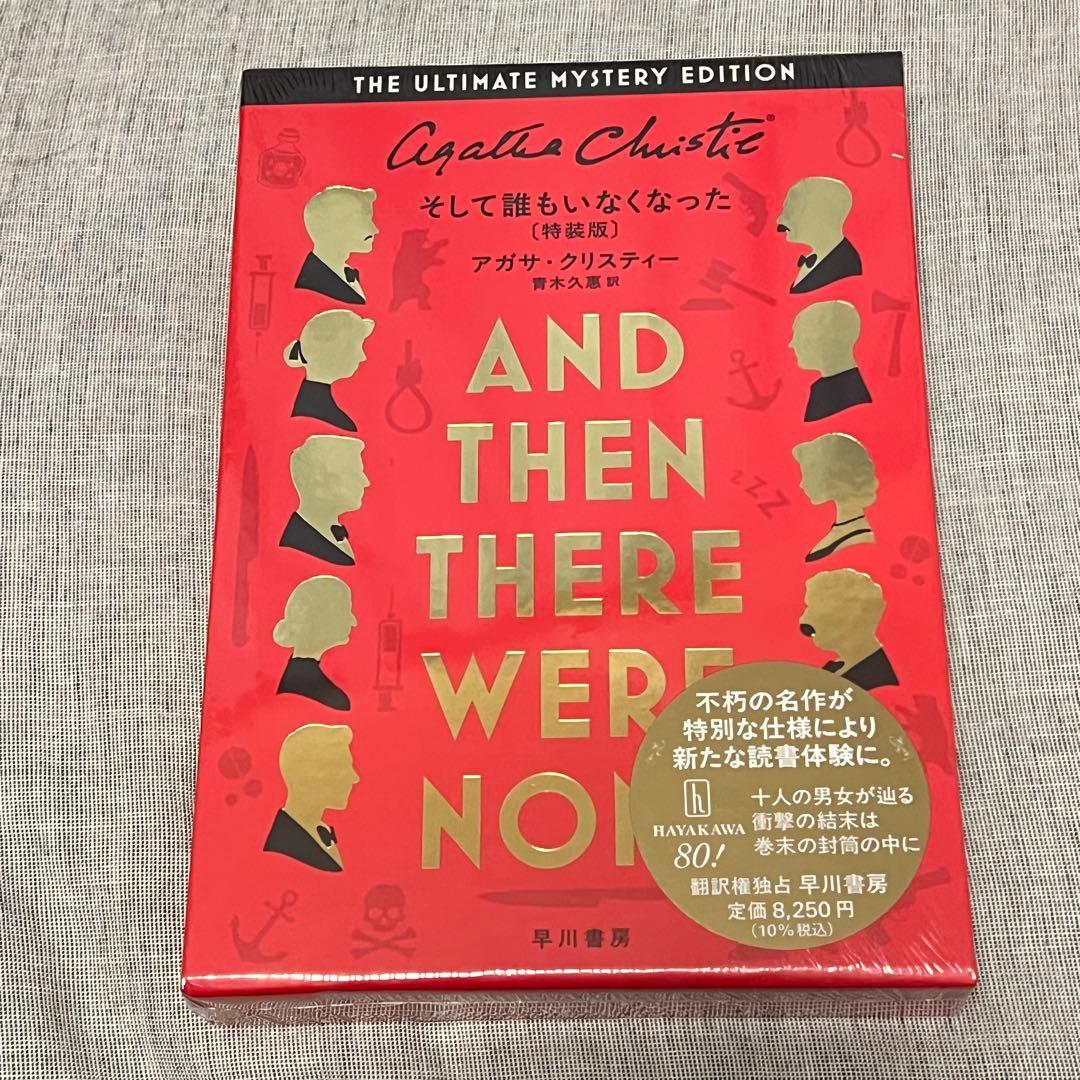 THE ULTIMATE MYSTERY EDITION
Agatha Christie®
そして誰もいなくなった
〔特装版〕
アガサ・クリスティー
青木久惠 訳
AND
THEN
THERE
WERE
NON
zzz
不朽の名作が
特別な仕様により
新たな読書体験に。
h
HAYAKAWA
80!
十人の男女が辿る
衝撃の結末は
巻末の封筒の中に
翻訳権独占 早川書房
定価 8,250 円
(10%税込)
早川書房